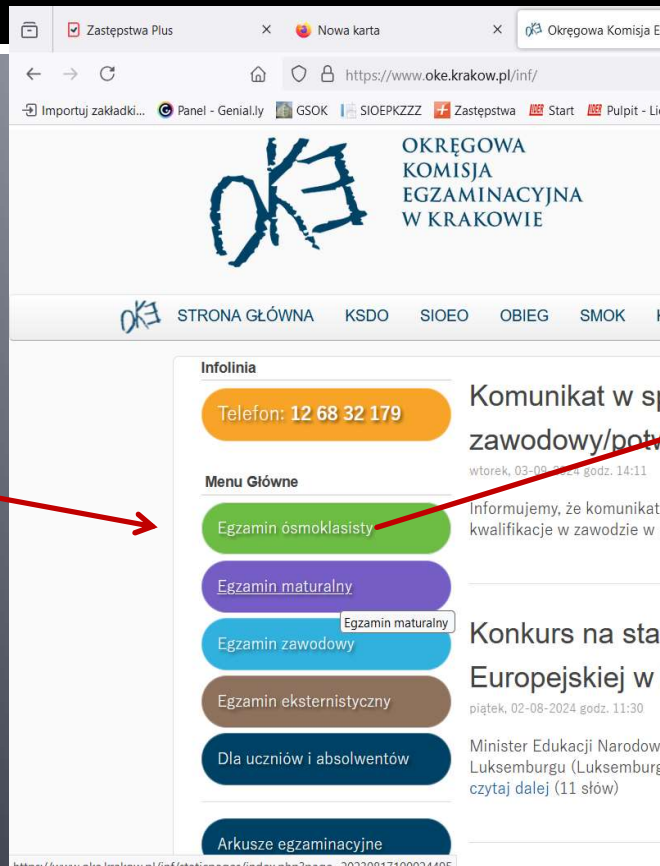 Zastępstwa Plus
Nowa karta
Okręgowa Komisja E
https://www.oke.krakow.pl/inf/
Importuj zakładki... Panel - Genial.ly GSOK SIOEPKZZZ Zastępstwa Start Pulpit - Li
OKE
OKRĘGOWA
KOMISJA
EGZAMINACYJNA
W KRAKOWIE
OKE STRONA GŁÓWNA KSDO SIOEO OBIEG SMOK
Infolinia
Telefon: 12 68 32 179
Menu Główne
Egzamin ósmoklasisty
Egzamin maturalny
Egzamin maturalny
Egzamin zawodowy
Egzamin eksternistyczny
Dla uczniów i absolwentów
Arkusze egzaminacyjne
Komunikat w sp
zawodowy/potw
wtorek, 03-09-2024 godz. 14:11
Informujemy, że komunikat
kwalifikacje w zawodzie w
Konkurs na sta
Europejskiej w
piątek, 02-08-2024 godz. 11:30
Minister Edukacji Narodow
Luksemburgu (Luksemburg
czytaj dalej (11 słów)